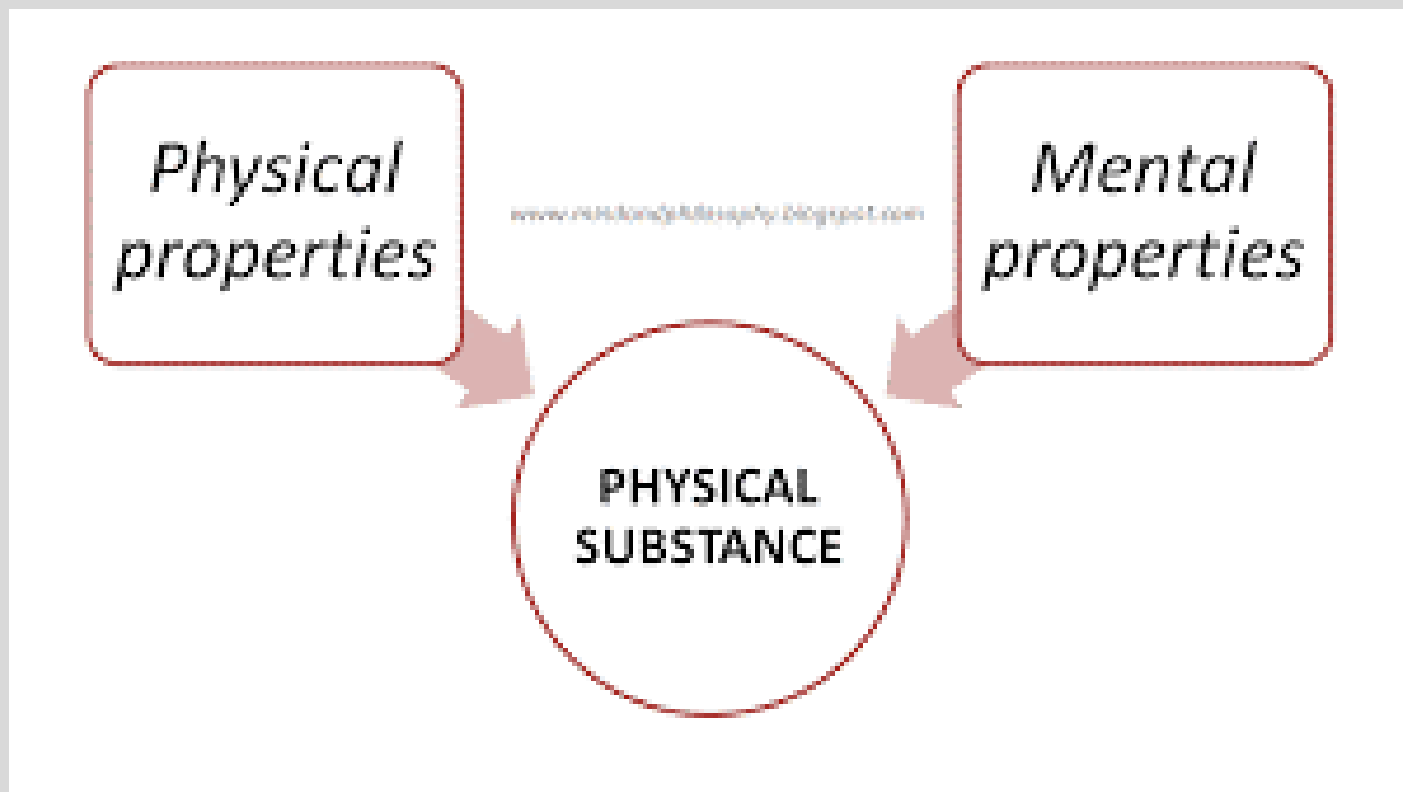 Physical
properties
Mental
properties
PHYSICAL
SUBSTANCE